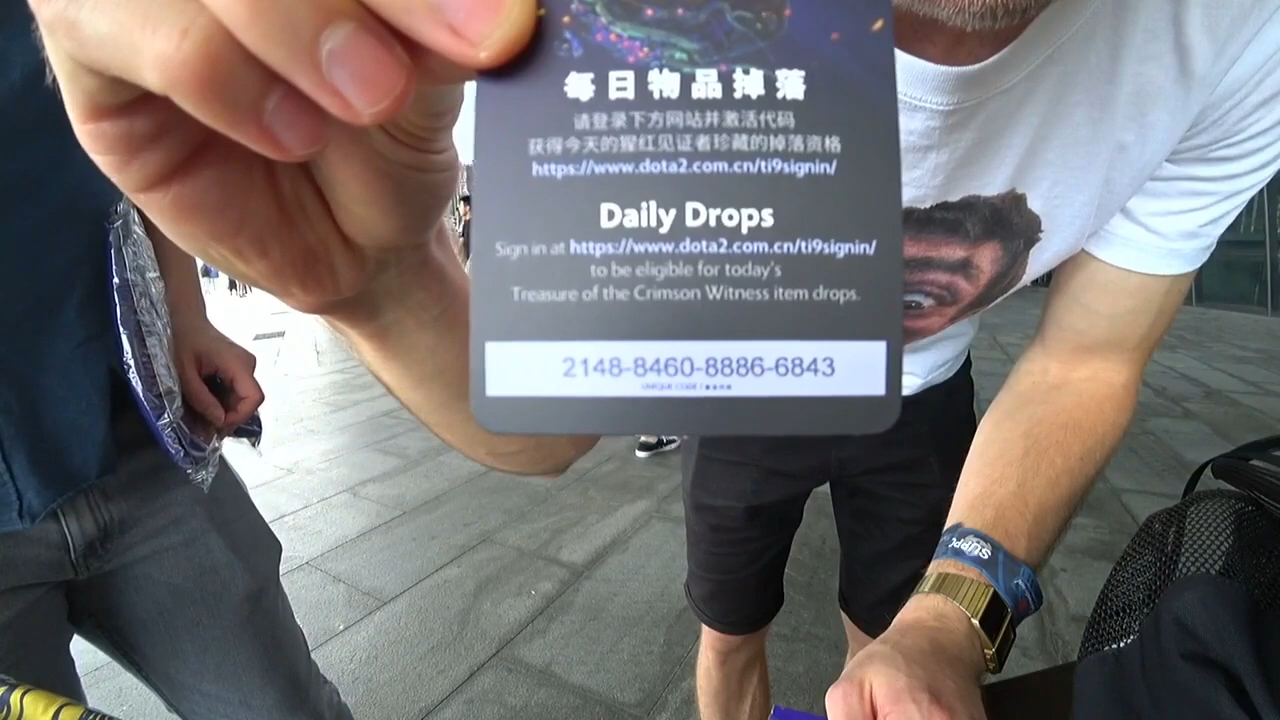 每日物品掉落
请登录下方网站并激活代码
获得今天的猩红见证者珍藏的掉落资格
https://www.dota2.com.cn/ti9signin/
Daily Drops
Sign in at https://www.dota2.com.cn/ti9signin/
to be eligible for today's
Treasure of the Crimson Witness item drops.
2148-8460-8886-6843
UNIQUE CODE /